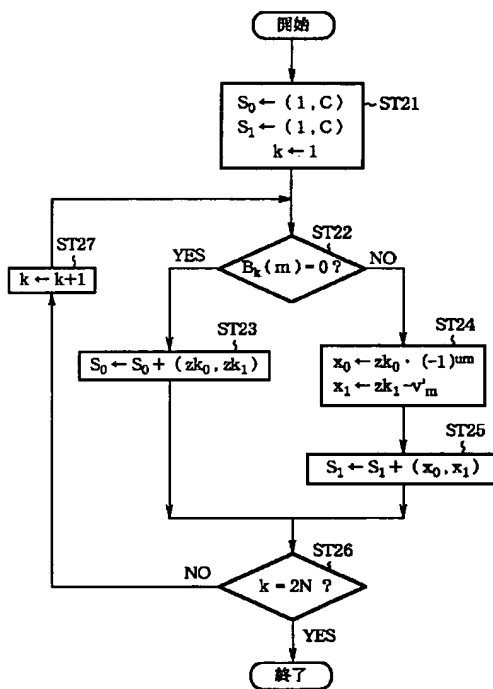 開始
S₀ ← (1, C)
S₁ ← (1, C)
k ← 1
ST21
ST22
Bₖ(m)=0?
YES
NO
ST27
k ← k+1
ST23
S₀ ← S₀ + (zk₀, zk₁)
ST24
x₀ ← zk₀ · (-1)ᵘᵐ
x₁ ← zk₁ - v'ₘ
ST25
S₁ ← S₁ + (x₀, x₁)
ST26
k = 2N ?
NO
YES
終了